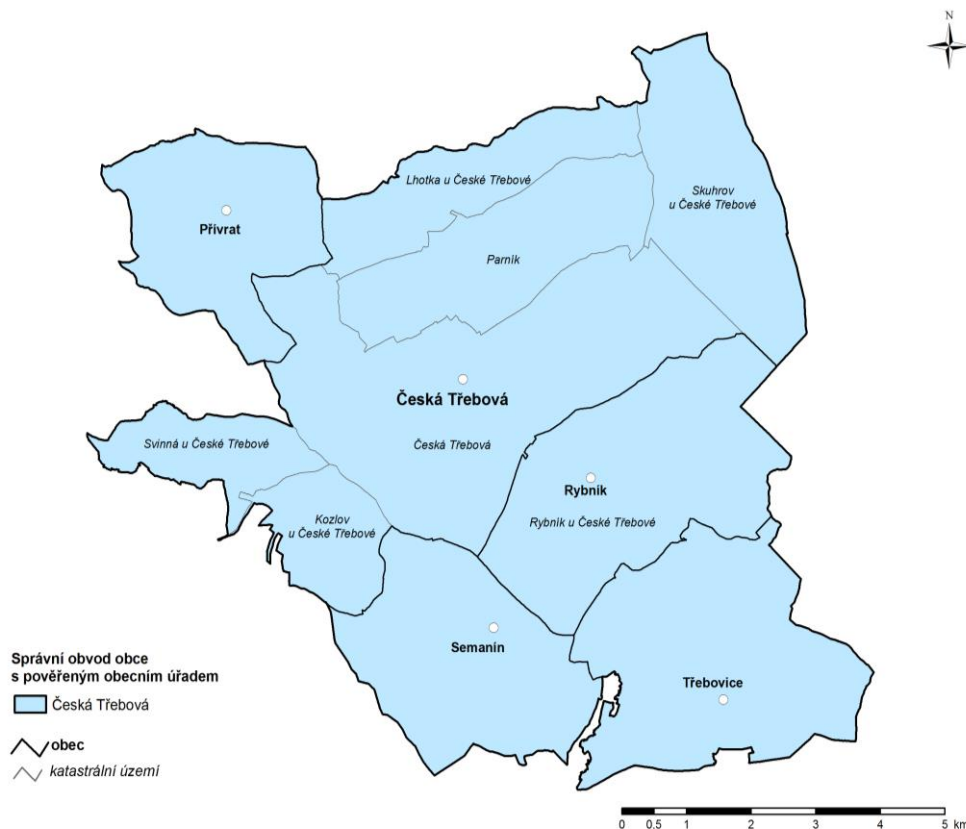 N
Lhotka u České Třebové
Skuhrov
u České Třebové
Přívrat
Parník
Česká Třebová
Česká Třebová
Svinná u České Třebové
Rybník
Kozlov
u České Třebové
Rybník u České Třebové
Semanín
Třebovice
Správní obvod obce
s pověřeným obecním úřadem
Česká Třebová
obec
katastrální území
0 0.5 1 2 3 4 5 km